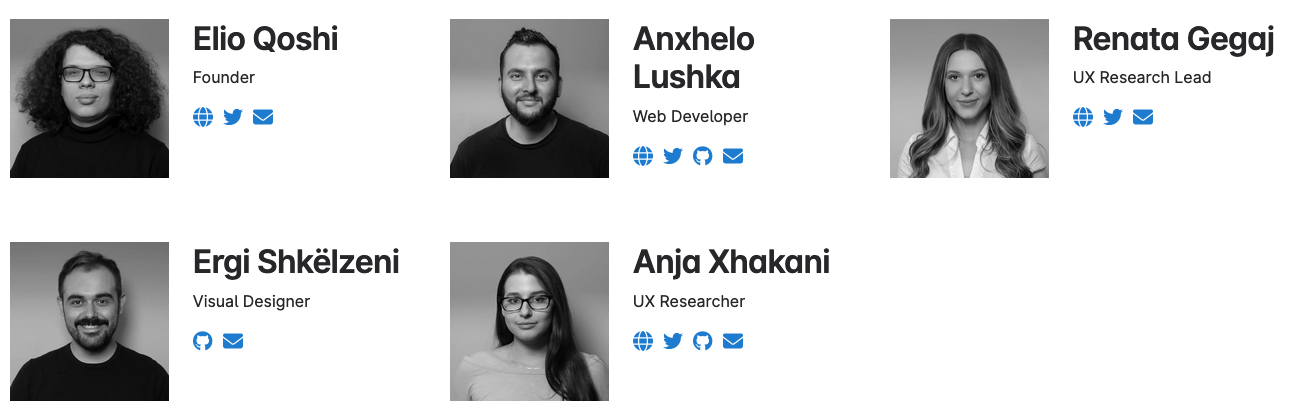 Elio Qoshi
Founder
Anxhelo
Lushka
Web Developer
Renata Gegaj
UX Research Lead
Ergi Shkëlzeni
Visual Designer
Anja Xhakani
UX Researcher